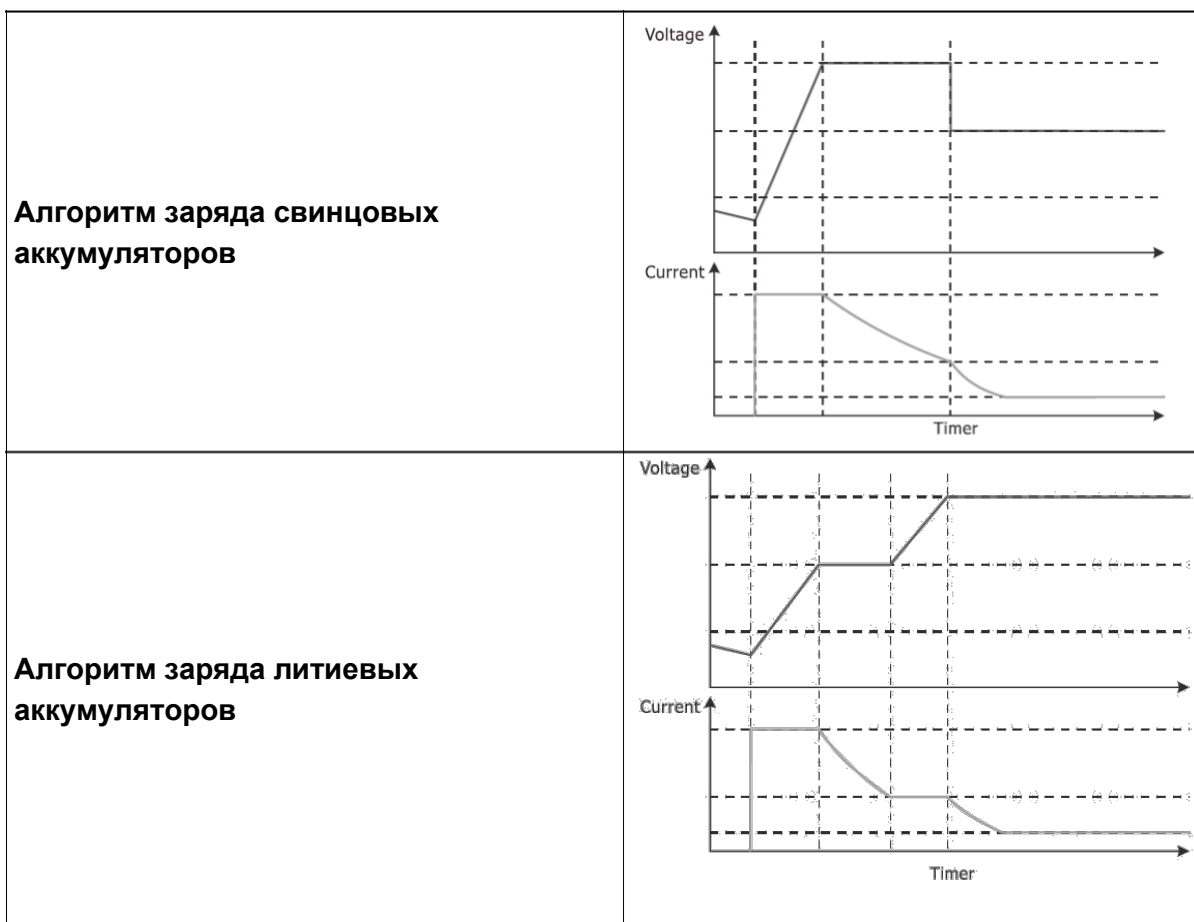 Voltage
Алгоритм заряда свинцовых
аккумуляторов
Current
Timer
Voltage
Алгоритм заряда литиевых
аккумуляторов
Current
Timer